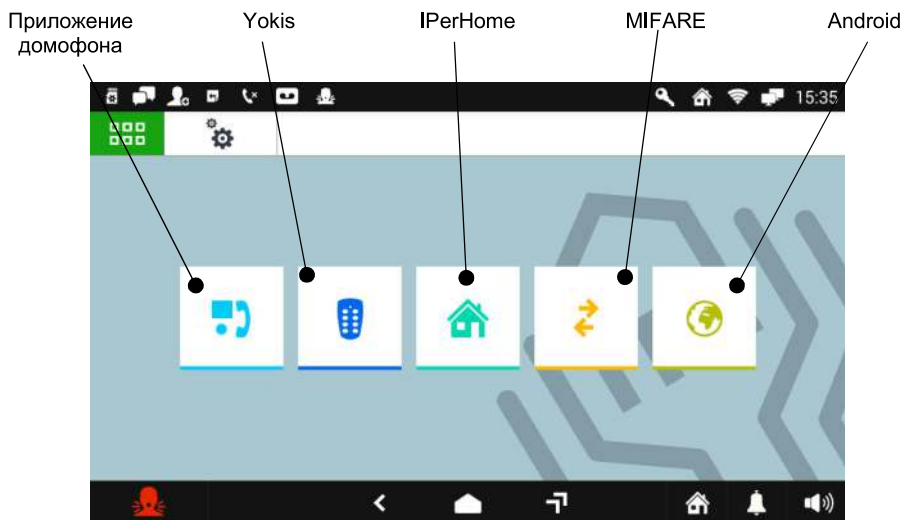 Приложение
домофона
Yokis
IPerHome
MIFARE
Android
15:35